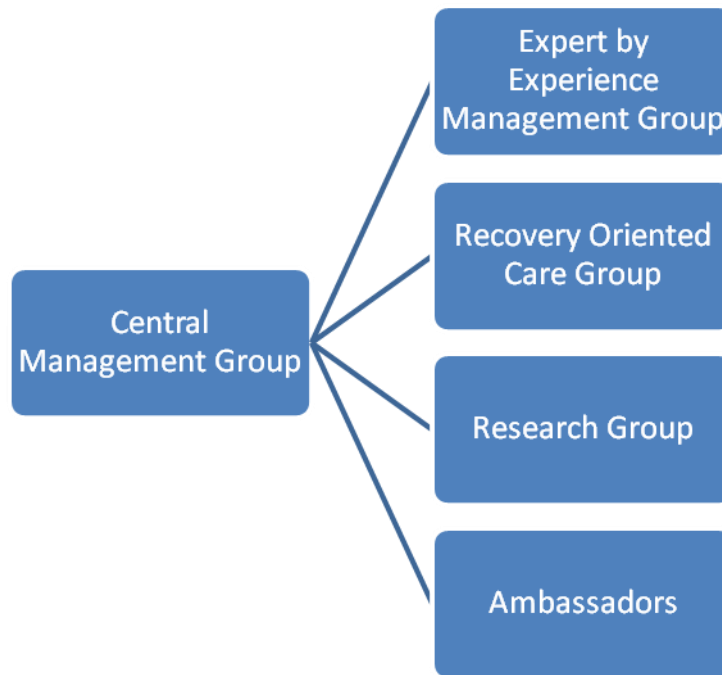 Expert by
Experience
Management Group
Recovery Oriented
Care Group
Central
Management Group
Research Group
Ambassadors